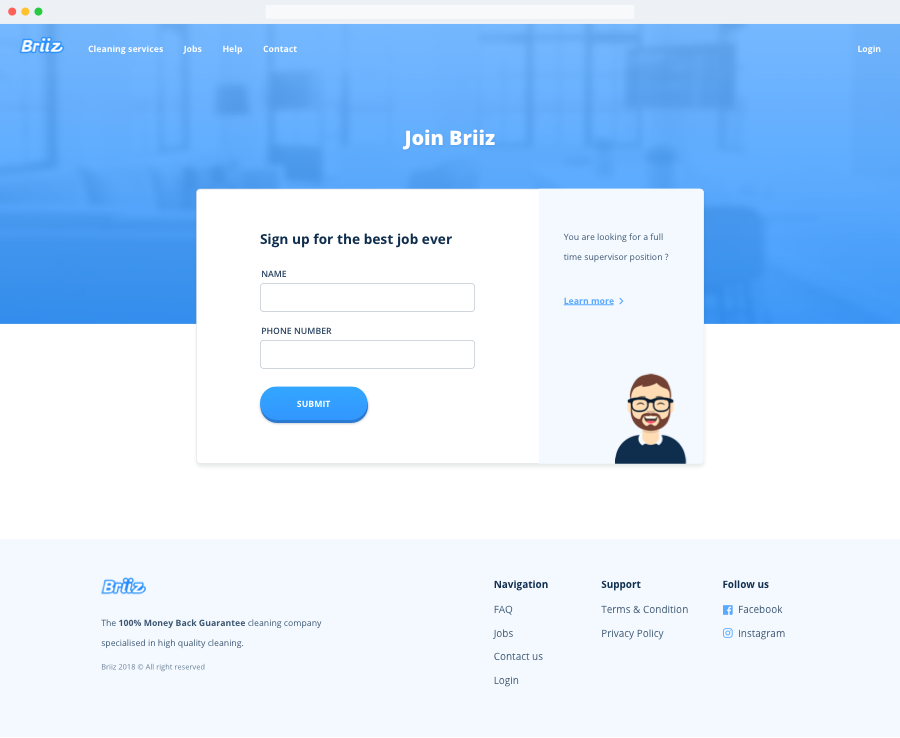 Briiz
Cleaning services
Jobs
Help
Contact
Login
Join Briiz
Sign up for the best job ever
NAME
PHONE NUMBER
SUBMIT
You are looking for a full
time supervisor position ?
Learn more
Briiz
The 100% Money Back Guarantee cleaning company
specialised in high quality cleaning.
Briiz 2018 © All right reserved
Navigation
FAQ
Jobs
Contact us
Login
Support
Terms & Condition
Privacy Policy
Follow us
Facebook
Instagram